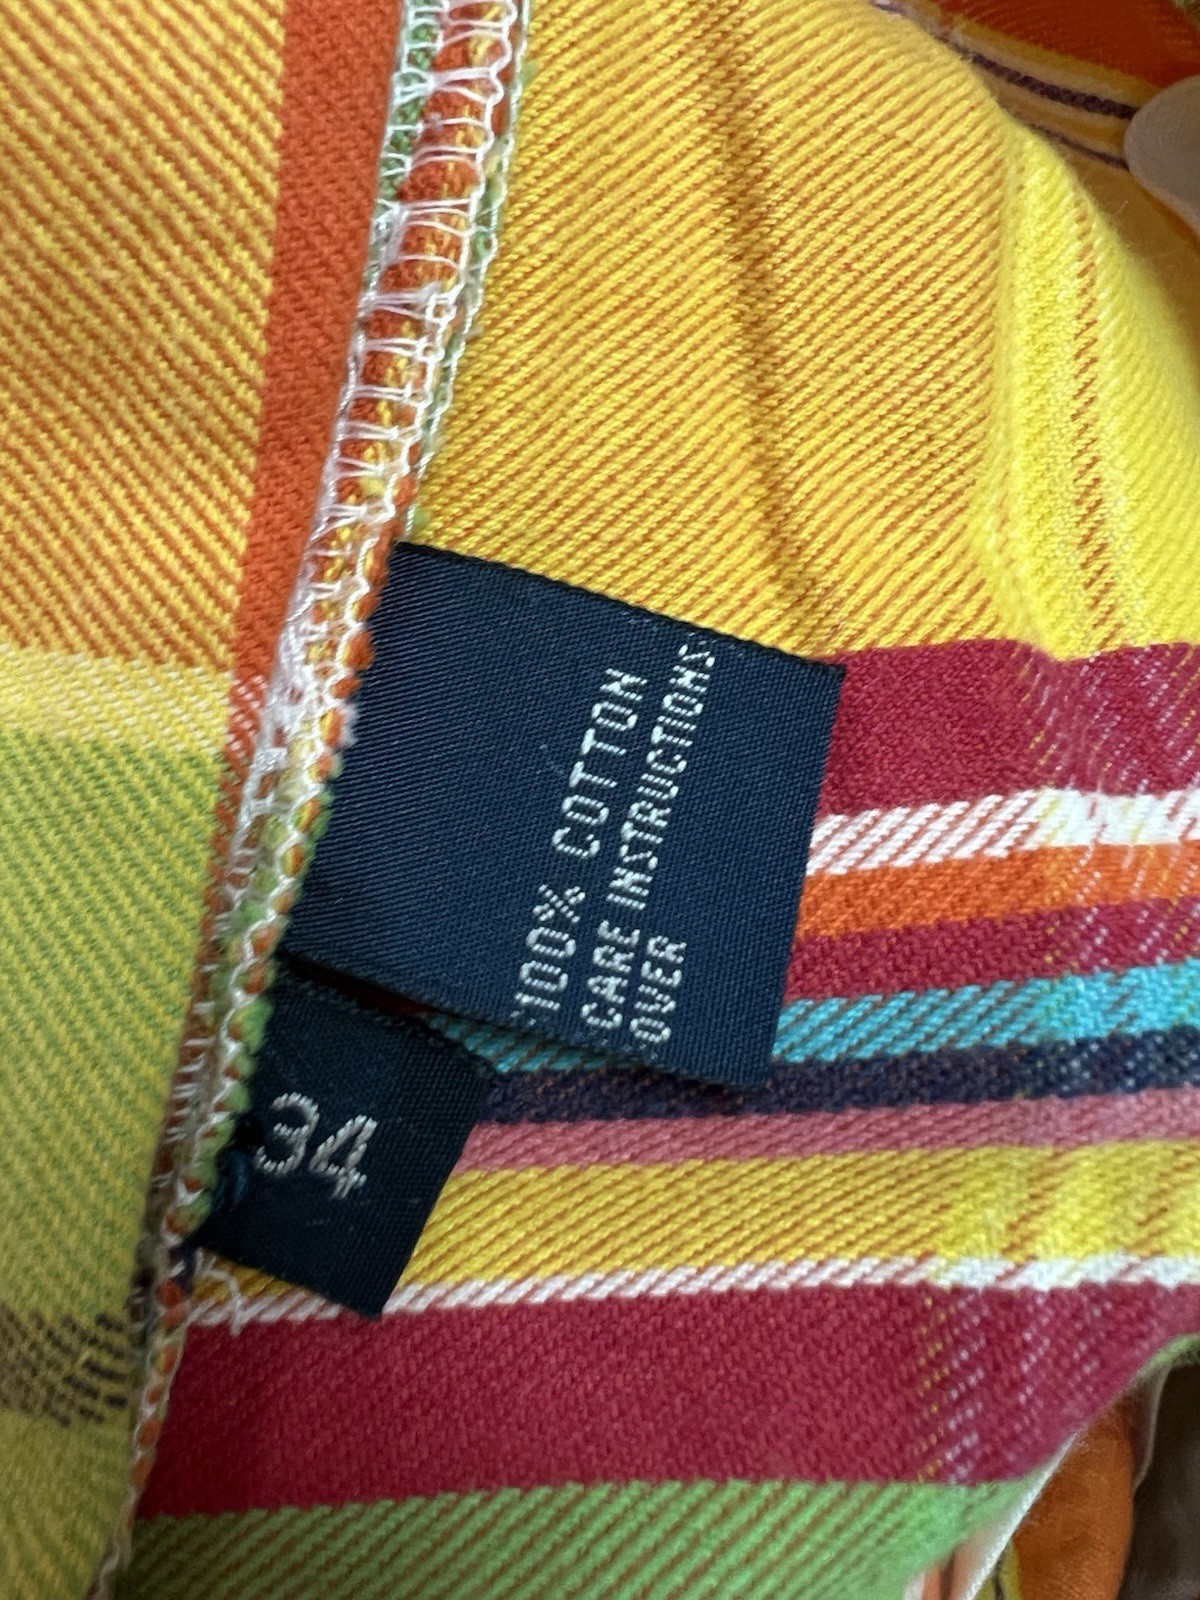 100% COTTON
CARE INSTRUCTIONS
OVER
34